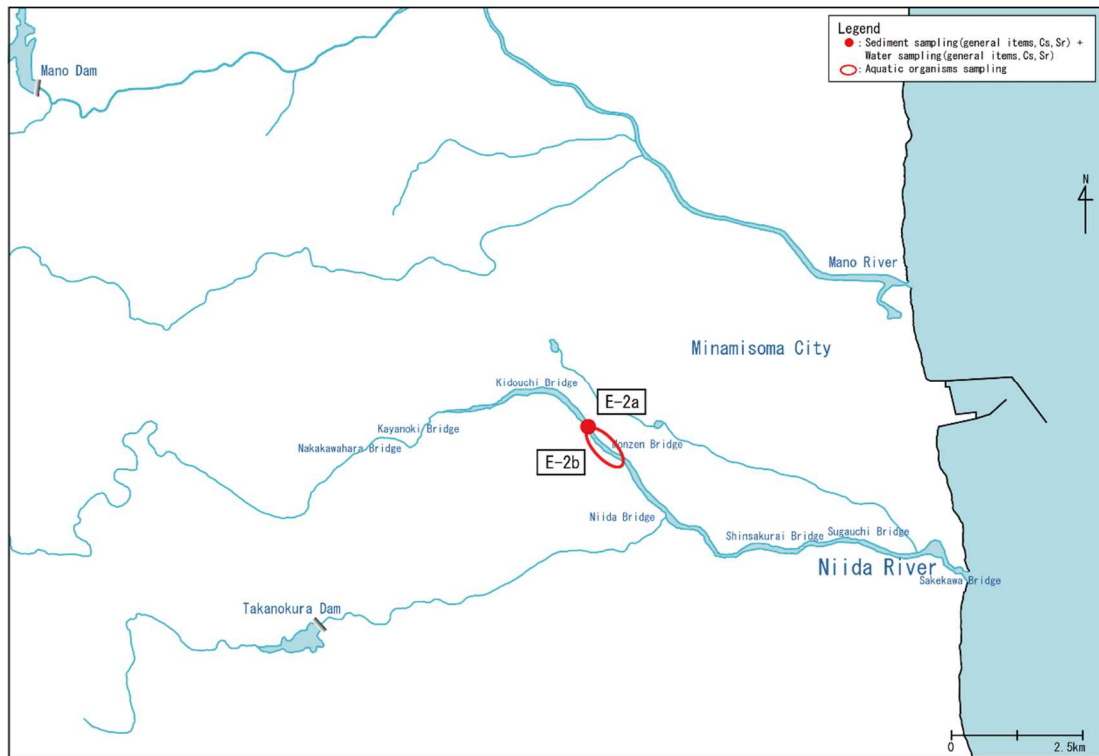 Legend
: Sediment sampling(general items,Cs,Sr) +
Water sampling(general items,Cs,Sr)
: Aquatic organisms sampling
Mano Dam
N
Mano River
Minamisoma City
Kidouchi Bridge
E-2a
Kayanoki Bridge
Nakakawahara Bridge
Monzen Bridge
E-2b
Niida Bridge
Shinsakurai Bridge
Sugauchi Bridge
Niida River
Sakekawa Bridge
Takanokura Dam
0
2.5km